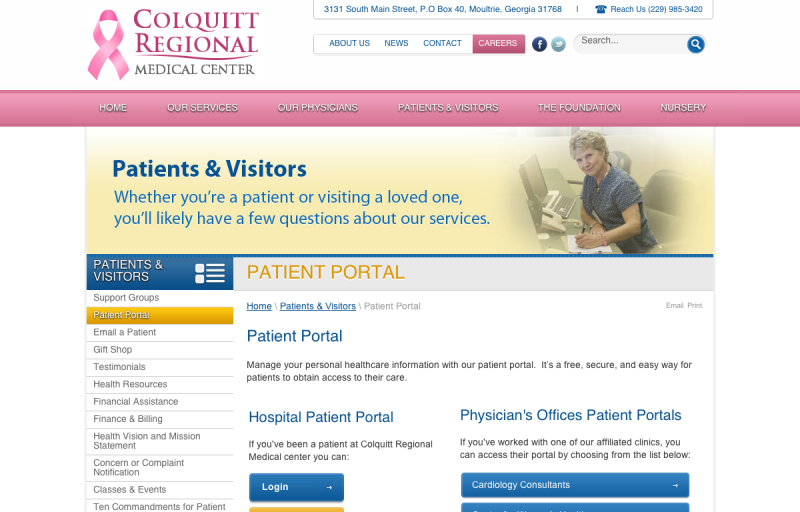 COLQUITT
REGIONAL
MEDICAL CENTER
3131 South Main Street, P.O Box 40, Moultrie, Georgia 31768 | Reach Us (229) 985-3420
ABOUT US NEWS CONTACT CAREERS
Search...
HOME OUR SERVICES OUR PHYSICIANS PATIENTS & VISITORS THE FOUNDATION NURSERY
Patients & Visitors
Whether you're a patient or visiting a loved one,
you'll likely have a few questions about our services.
PATIENTS &
VISITORS
Support Groups
Patient Portal
Email a Patient
Gift Shop
Testimonials
Health Resources
Financial Assistance
Finance & Billing
Health Vision and Mission
Statement
Concern or Complaint
Notification
Classes & Events
Ten Commandments for Patient
PATIENT PORTAL
Home \ Patients & Visitors \ Patient Portal
Email Print
Patient Portal
Manage your personal healthcare information with our patient portal. It's a free, secure, and easy way for
patients to obtain access to their care.
Hospital Patient Portal
If you've been a patient at Colquitt Regional
Medical center you can:
Login →
Physician's Offices Patient Portals
If you've worked with one of our affiliated clinics, you
can access their portal by choosing from the list below:
Cardiology Consultants →